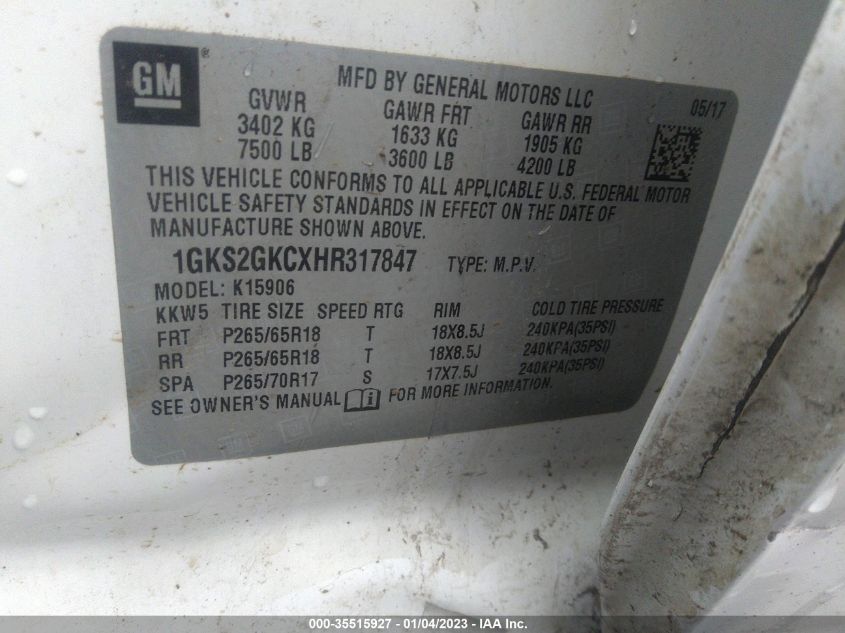 GM ®
MFD BY GENERAL MOTORS LLC
05/17
GVWR GAWR FRT GAWR RR
3402 KG 1633 KG 1905 KG
7500 LB 3600 LB 4200 LB
THIS VEHICLE CONFORMS TO ALL APPLICABLE U.S. FEDERAL MOTOR
VEHICLE SAFETY STANDARDS IN EFFECT ON THE DATE OF
MANUFACTURE SHOWN ABOVE.
1GKS2GKCXHR317847 TYPE: M.P.V.
MODEL: K15906
KKW5 TIRE SIZE SPEED RTG RIM COLD TIRE PRESSURE
FRT P265/65R18 T 18X8.5J 240KPA(35PSI)
RR P265/65R18 T 18X8.5J 240KPA(35PSI)
SPA P265/70R17 S 17X7.5J 240KPA(35PSI)
SEE OWNER'S MANUAL i FOR MORE INFORMATION.
000-35515927 - 01/04/2023 - IAA Inc.